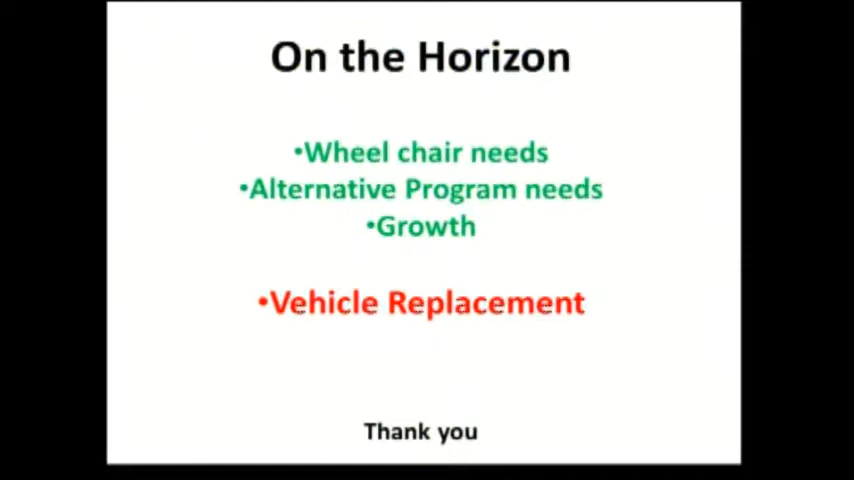 On the Horizon
•Wheel chair needs
•Alternative Program needs
•Growth
•Vehicle Replacement
Thank you